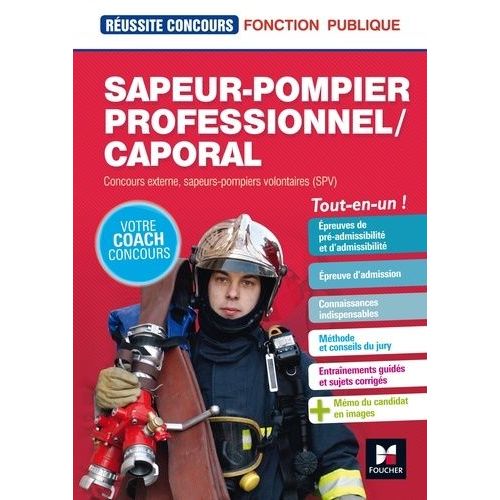 RÉUSSITE CONCOURS FONCTION PUBLIQUE
SAPEUR-POMPIER
PROFESSIONNEL/
CAPORAL
Concours externe, sapeurs-pompiers volontaires (SPV)
Tout-en-un !
VOTRE
COACH
CONCOURS
Épreuves de
pré-admissibilité
et d'admissibilité
Épreuve d'admission
Connaissances
indispensables
Méthode
et conseils du jury
Entraînements guidés
et sujets corrigés
+ Mémo du candidat
en images
FOUCHER